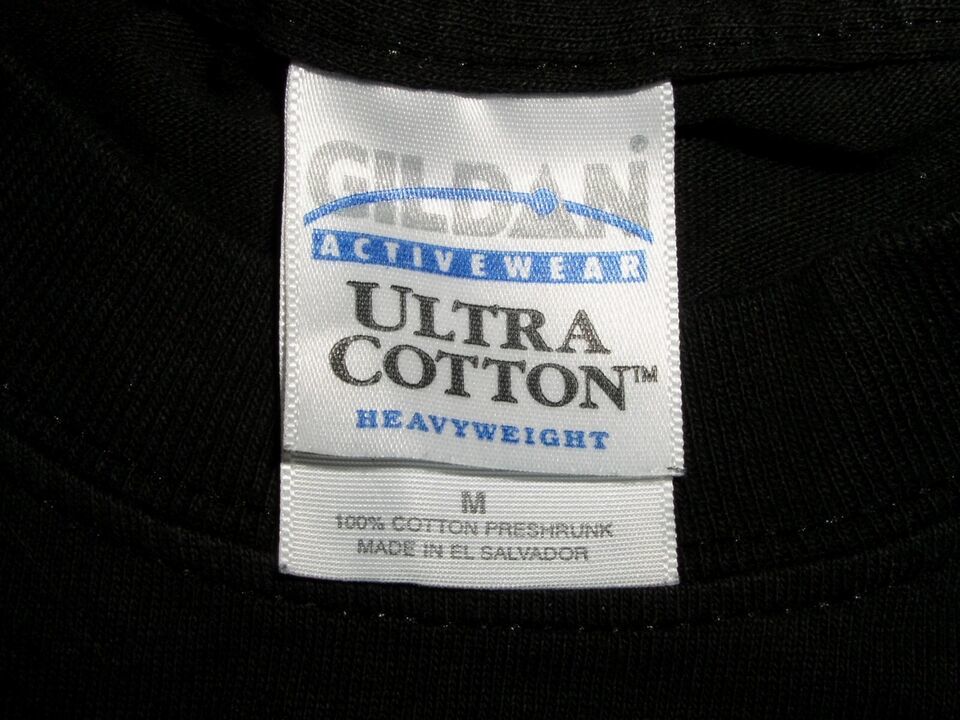 GILDAN
ACTIVEWEAR
ULTRA
COTTON™
HEAVYWEIGHT
M
100% COTTON PRESHRUNK
MADE IN EL SALVADOR